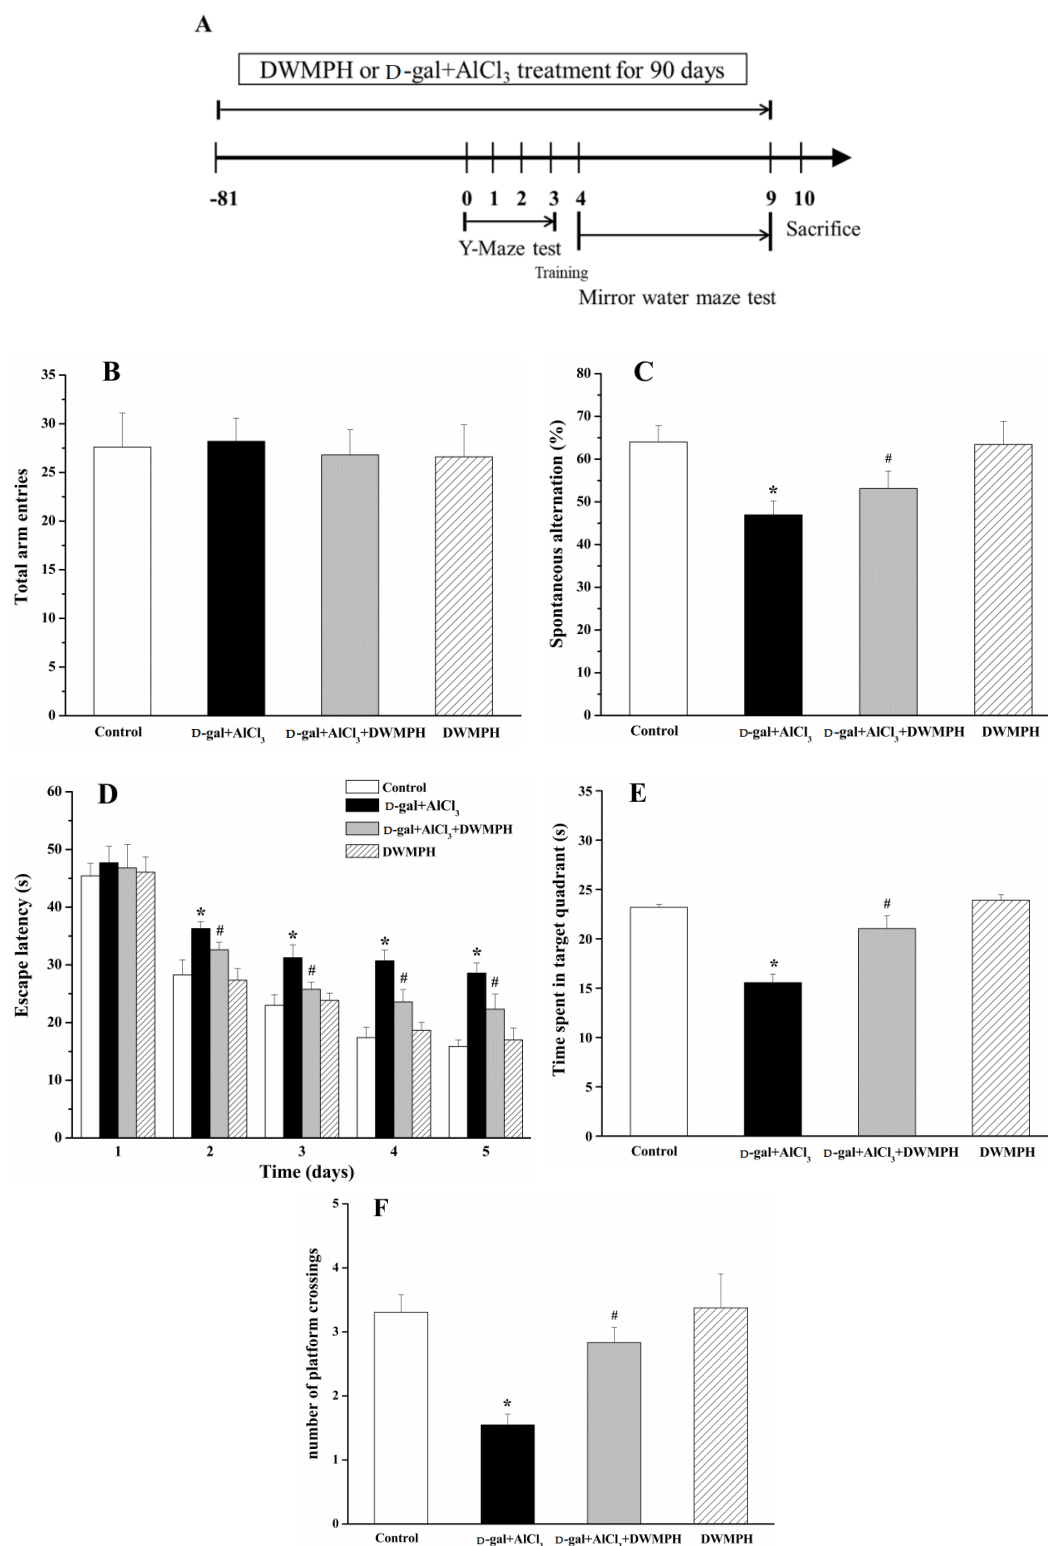 A
DWMPH or D-gal+AlCl₃ treatment for 90 days
-81 0 1 2 3 4 9 10
Y-Maze test
Sacrifice
Training
Mirror water maze test
B
Total arm entries
35
30
25
20
15
10
5
0
Control D-gal+AlCl₃ D-gal+AlCl₃+DWMPH DWMPH
C
Spontaneous alternation (%)
80
70
60
50
40
30
20
10
0
*
#
Control D-gal+AlCl₃ D-gal+AlCl₃+DWMPH DWMPH
D
Control
D-gal+AlCl₃
D-gal+AlCl₃+DWMPH
DWMPH
Escape latency (s)
60
50
40
30
20
10
0
* # * # * # * #
1 2 3 4 5
Time (days)
E
Time spent in target quadrant (s)
35
30
25
20
15
10
5
0
*
#
Control D-gal+AlCl₃ D-gal+AlCl₃+DWMPH DWMPH
F
number of platform crossings
5
4
3
2
1
0
*
#
Control D-gal+AlCl₃ D-gal+AlCl₃+DWMPH DWMPH